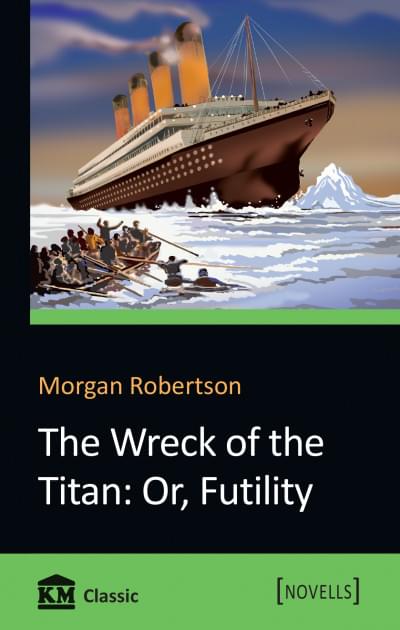 Morgan Robertson
The Wreck of the
Titan: Or, Futility
KM Classic
[NOVELLS]